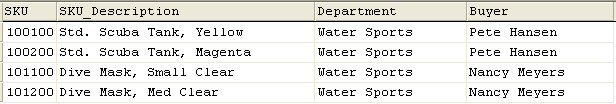 SKU SKU_Description Department Buyer
100100 Std. Scuba Tank, Yellow Water Sports Pete Hansen
100200 Std. Scuba Tank, Magenta Water Sports Pete Hansen
101100 Dive Mask, Small Clear Water Sports Nancy Meyers
101200 Dive Mask, Med Clear Water Sports Nancy Meyers